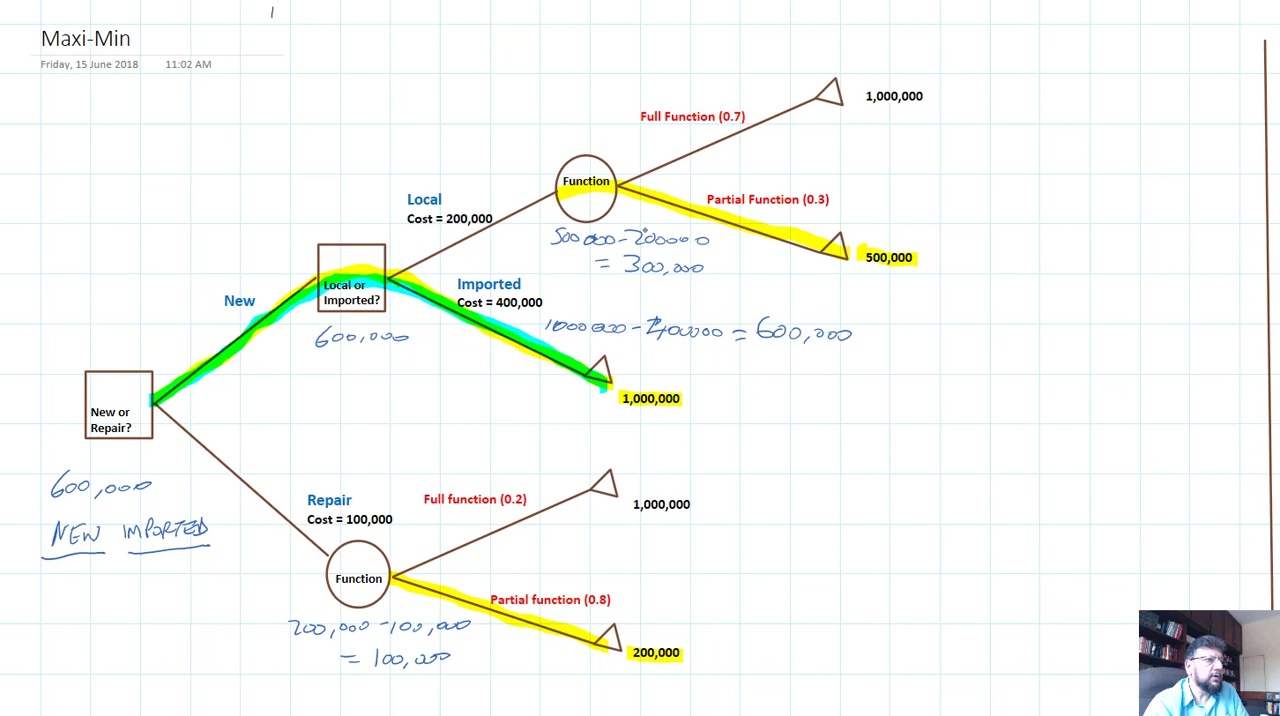 Maxi-Min
Friday, 15 June 2018 11:02 AM
1,000,000
Full Function (0.7)
Function
Local
Cost = 200,000
Partial Function (0.3)
500000-200000
= 300,000
500,000
Local or
Imported?
New
Imported
Cost = 400,000
600,000
1000000 - 400000 = 600,000
1,000,000
New or
Repair?
600,000
NEW IMPORTED
Repair
Cost = 100,000
Full function (0.2)
1,000,000
Function
Partial function (0.8)
200,000 - 100,000
= 100,000
200,000